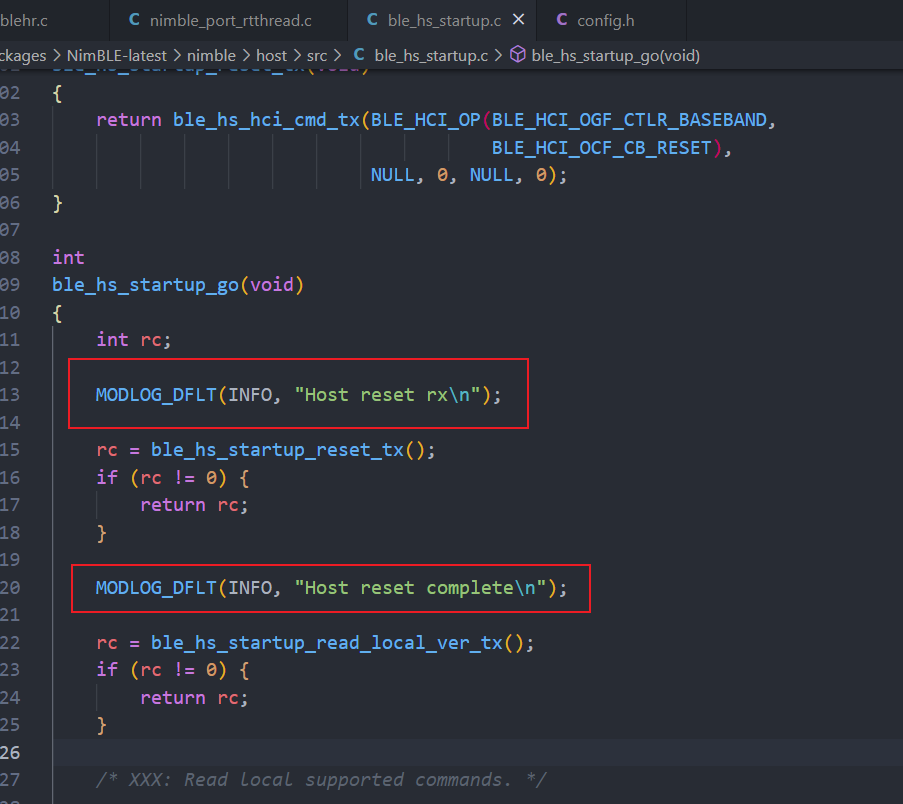 blehr.c C nimble_port_rtthread.c C ble_hs_startup.c × C config.h
ckages > NimBLE-latest > nimble > host > src > C ble_hs_startup.c > ble_hs_startup_go(void)
02 {
03 return ble_hs_hci_cmd_tx(BLE_HCI_OP(BLE_HCI_OGF_CTLR_BASEBAND,
04 BLE_HCI_OCF_CB_RESET),
05 NULL, 0, NULL, 0);
06 }
07
08 int
09 ble_hs_startup_go(void)
10 {
11 int rc;
12
13 MODLOG_DFLT(INFO, "Host reset rx\n");
14
15 rc = ble_hs_startup_reset_tx();
16 if (rc != 0) {
17 return rc;
18 }
19
20 MODLOG_DFLT(INFO, "Host reset complete\n");
21
22 rc = ble_hs_startup_read_local_ver_tx();
23 if (rc != 0) {
24 return rc;
25 }
26
27 /* XXX: Read local supported commands. */